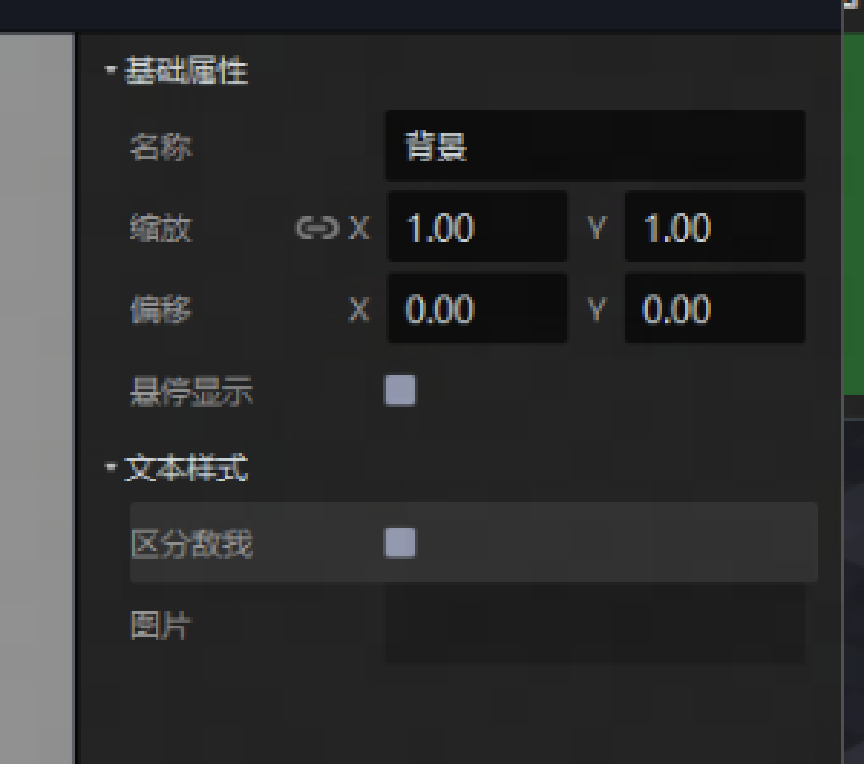 基础属性
名称 背景
缩放 X 1.00 Y 1.00
偏移 X 0.00 Y 0.00
悬停显示
文本样式
区分敌我
图片